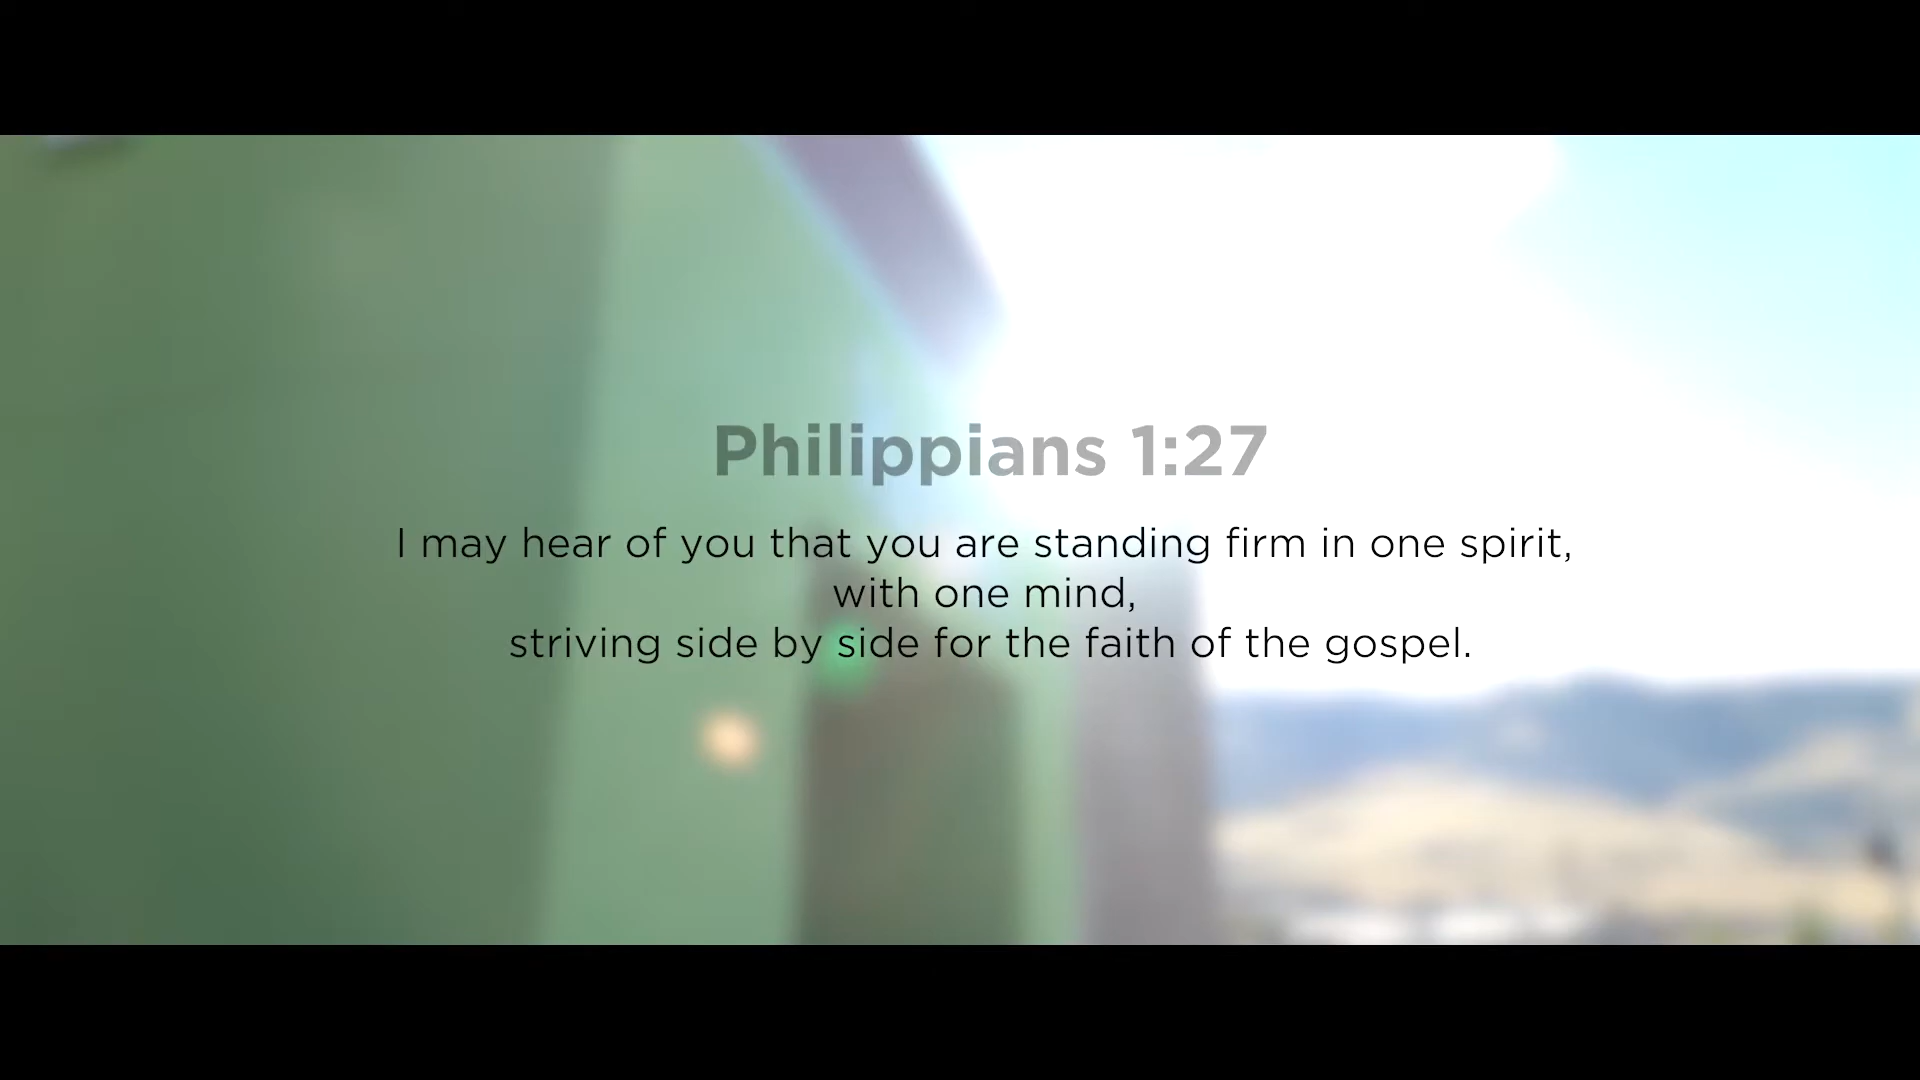 Philippians 1:27
I may hear of you that you are standing firm in one spirit,
with one mind,
striving side by side for the faith of the gospel.